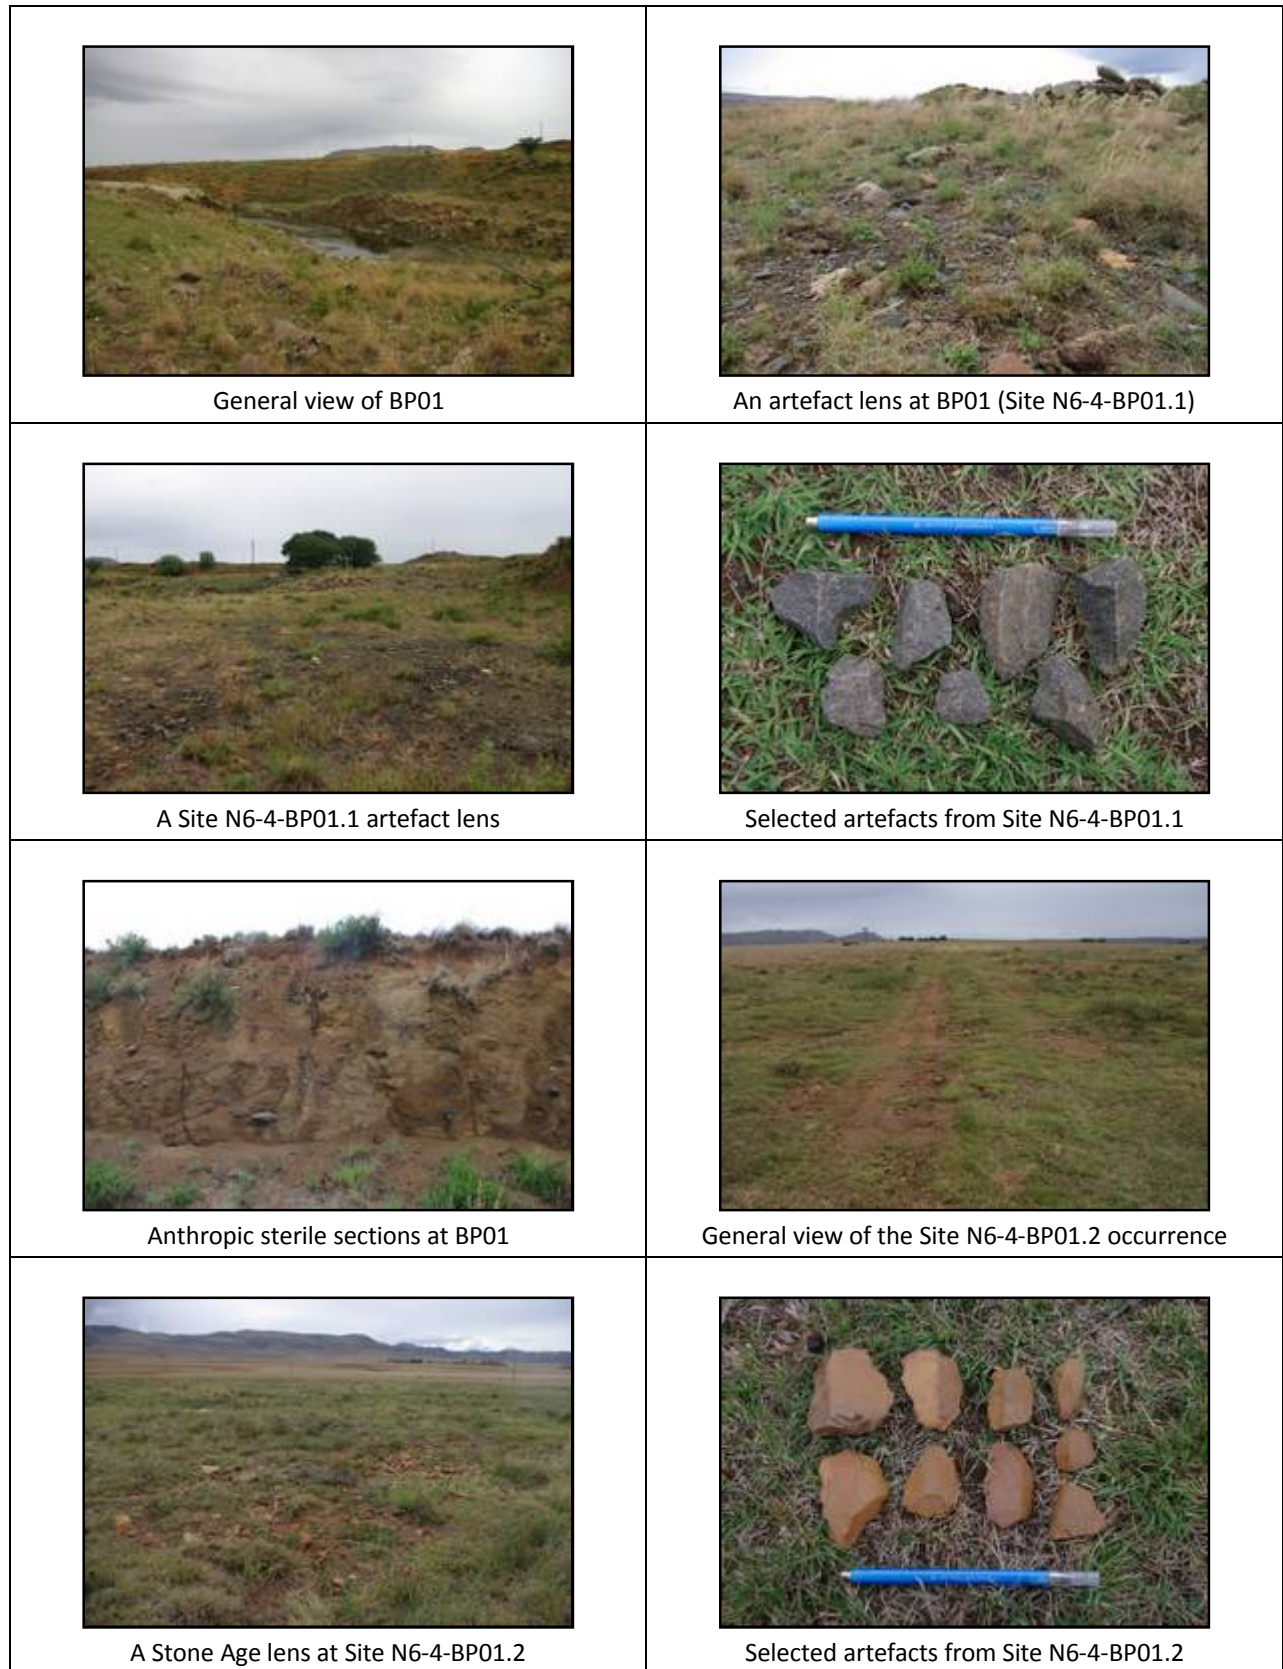 General view of BP01
An artefact lens at BP01 (Site N6-4-BP01.1)
A Site N6-4-BP01.1 artefact lens
Selected artefacts from Site N6-4-BP01.1
Anthropic sterile sections at BP01
General view of the Site N6-4-BP01.2 occurrence
A Stone Age lens at Site N6-4-BP01.2
Selected artefacts from Site N6-4-BP01.2